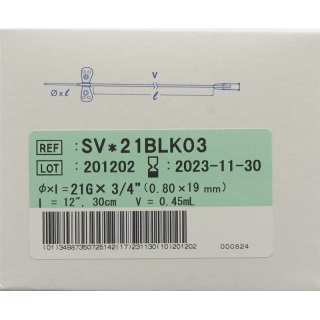 V
Ø x ℓ
REF : SV*21BLK03
LOT : 201202 : 2023-11-30
φ×l=21G× 3/4" (0.80×19 mm)
l = 12", 30cm V = 0.45mL
(01)34987350726142(17)231130(10)201202
000824